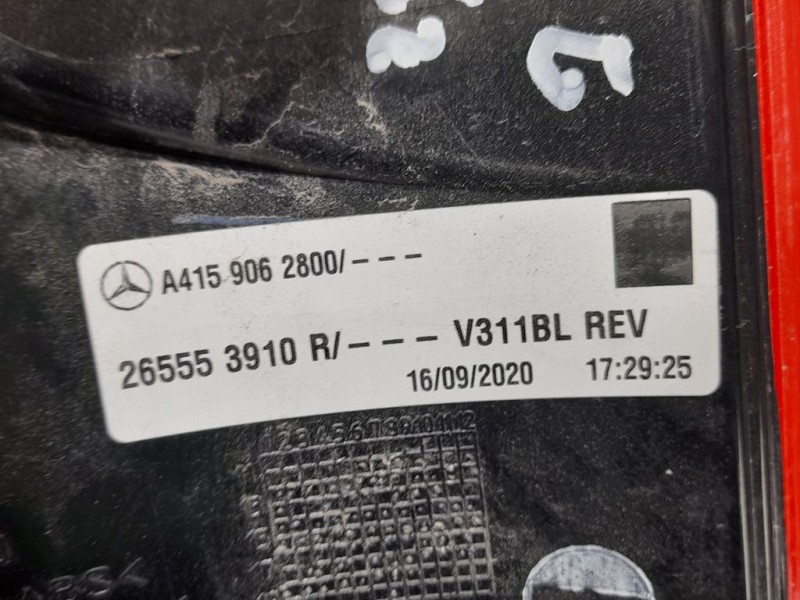 A415 906 2800/---
26555 3910 R/--- V311BL REV
16/09/2020 17:29:25